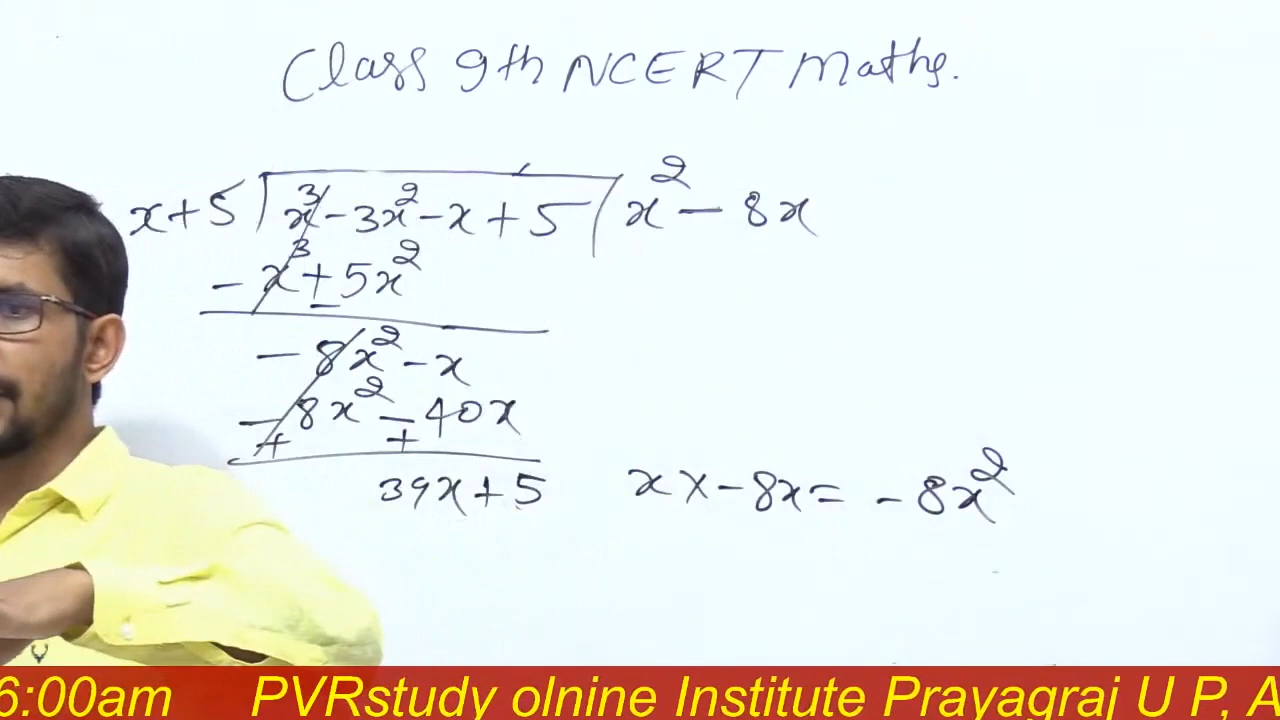 Class 9th NCERT Maths.
x+5 ) x³ - 3x² - x + 5 ( x² - 8x
- x³ + 5x²
−
- 8x² - x
- 8x² - 40x
+ +
39x + 5
x × - 8x = - 8x²
6:00am PVRstudy olnine Institute Prayagraj U P, A